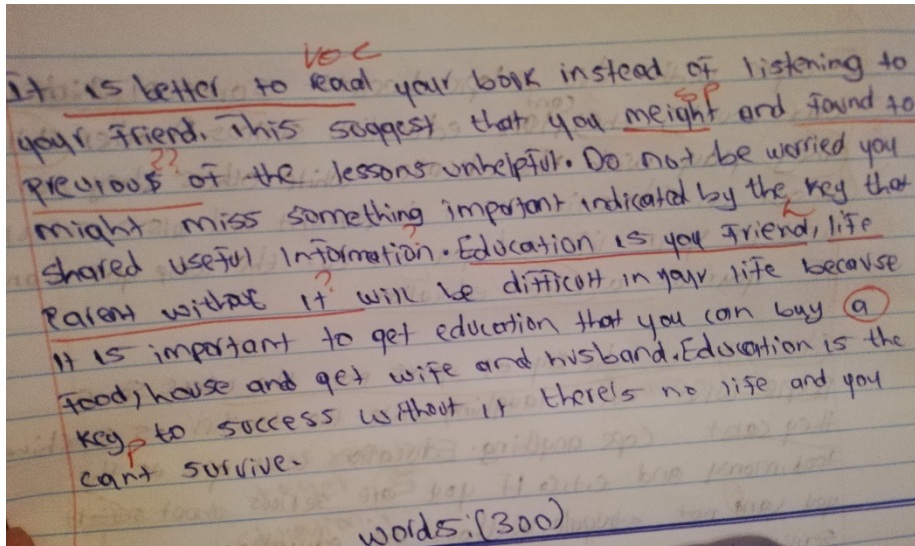 voc
It is better to read your book instead of listening to
sp
your friend. This suggest that you meight and found to
??
previous of the lessons unhelpful. Do not be worried you
might miss something important indicated by the key that
shared useful Information. Education is you friend, life
?
Parent without it will be difficult in your life because
it is important to get education that you can buy a
food, house and get wife and husband. Education is the
key to success without it there's no life and you
P
can't survive.
words: (300)